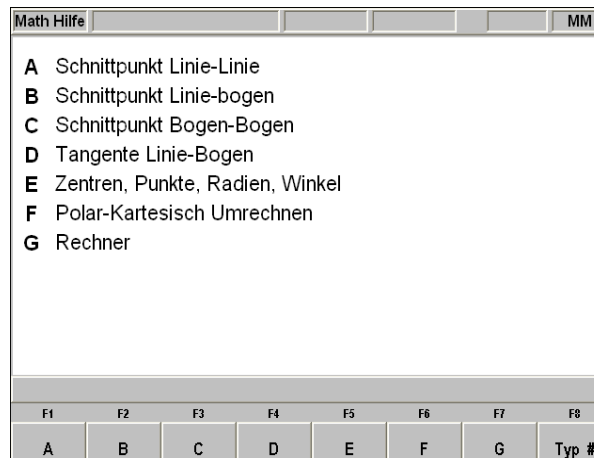 Math Hilfe MM
A Schnittpunkt Linie-Linie
B Schnittpunkt Linie-bogen
C Schnittpunkt Bogen-Bogen
D Tangente Linie-Bogen
E Zentren, Punkte, Radien, Winkel
F Polar-Kartesisch Umrechnen
G Rechner
F1 F2 F3 F4 F5 F6 F7 F8
A B C D E F G Typ #